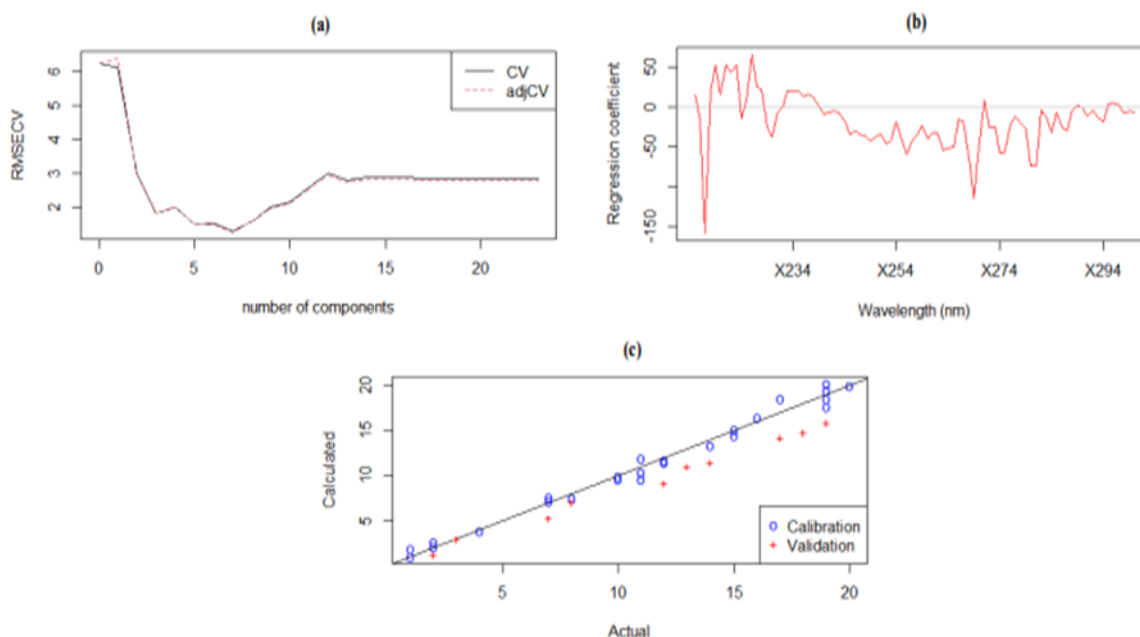 (a)
RMSECV
6
5
4
3
2
CV
adjCV
0 5 10 15 20
number of components
(b)
Regression coefficient
50
0
-50
-150
X234 X254 X274 X294
Wavelength (nm)
(c)
Calculated
20
15
10
5
Calibration
Validation
5 10 15 20
Actual